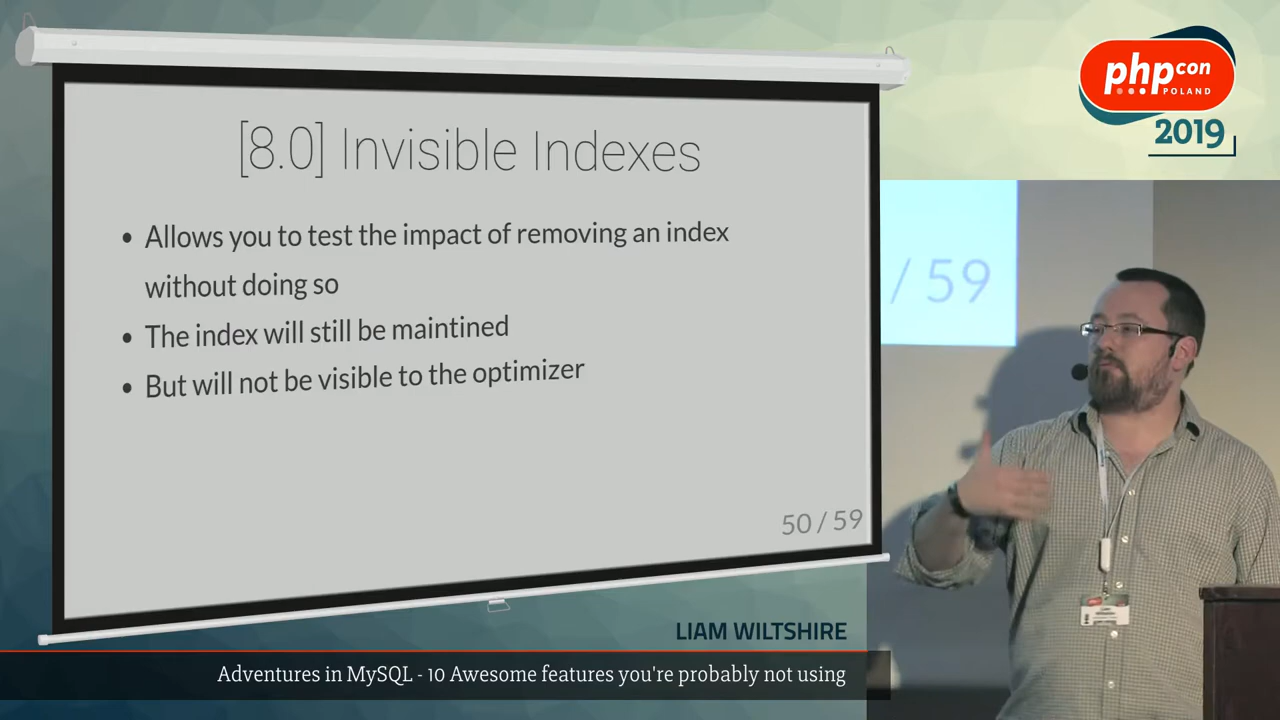 [8.0] Invisible Indexes
• Allows you to test the impact of removing an index
without doing so
• The index will still be maintined
• But will not be visible to the optimizer
50 / 59
phpcon
POLAND
2019
/ 59
LIAM WILTSHIRE
Adventures in MySQL - 10 Awesome features you're probably not using